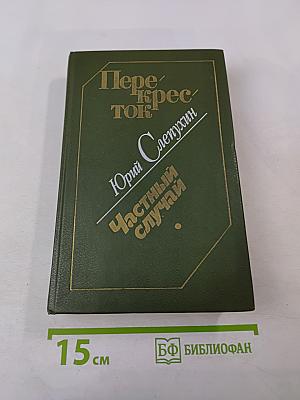 Пере-
крес-
ток
Юрий Слепухин
Частный
случай
15 см
БФ БИБЛИОФАН